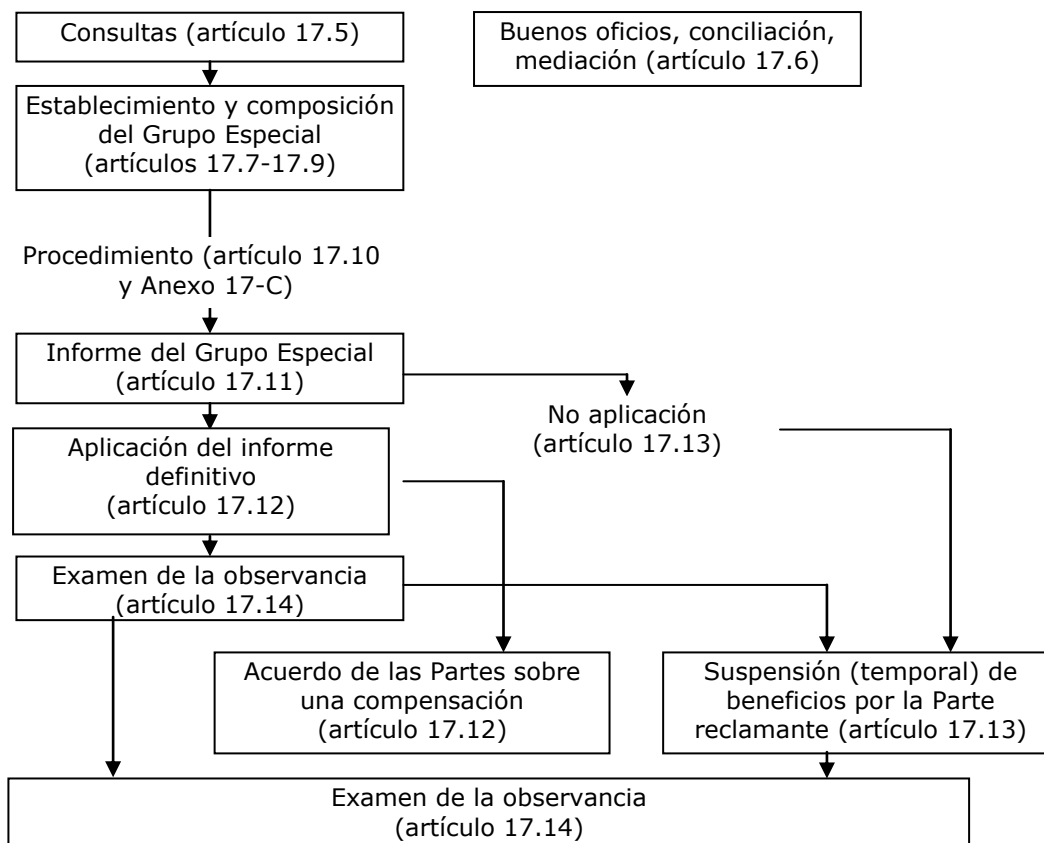 Consultas (artículo 17.5)
Buenos oficios, conciliación,
mediación (artículo 17.6)
Establecimiento y composición
del Grupo Especial
(artículos 17.7-17.9)
Procedimiento (artículo 17.10
y Anexo 17-C)
Informe del Grupo Especial
(artículo 17.11)
No aplicación
(artículo 17.13)
Aplicación del informe
definitivo
(artículo 17.12)
Examen de la observancia
(artículo 17.14)
Acuerdo de las Partes sobre
una compensación
(artículo 17.12)
Suspensión (temporal) de
beneficios por la Parte
reclamante (artículo 17.13)
Examen de la observancia
(artículo 17.14)